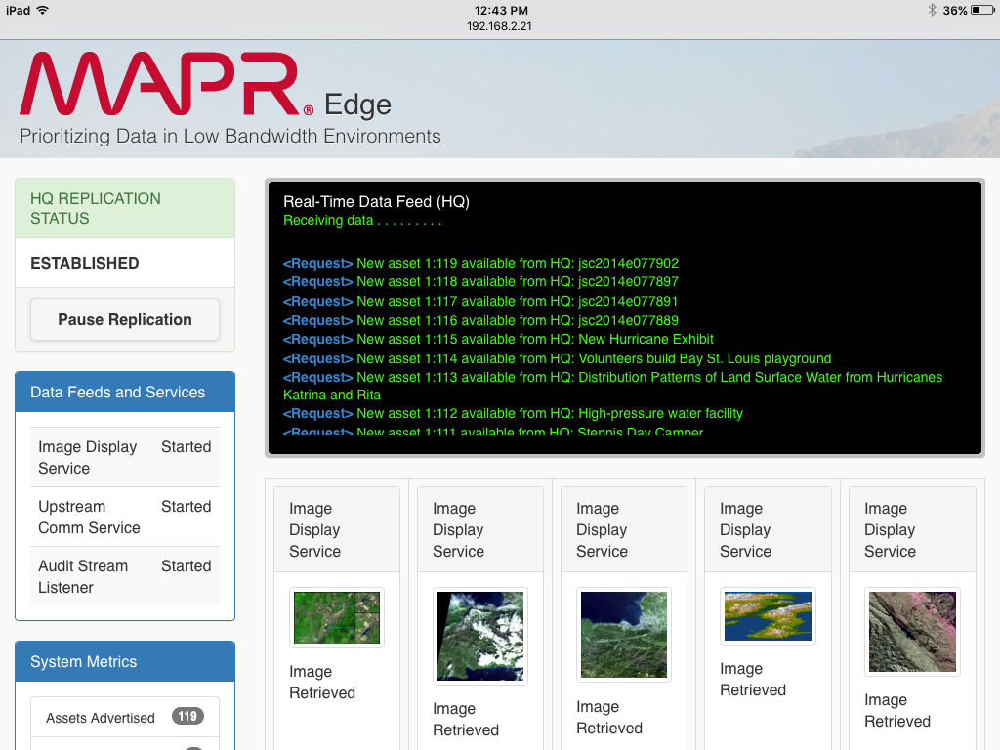 iPad 12:43 PM 36%
192.168.2.21
MAPR® Edge
Prioritizing Data in Low Bandwidth Environments
HQ REPLICATION
STATUS
ESTABLISHED
Pause Replication
Data Feeds and Services
Image Display Started
Service
Upstream Started
Comm Service
Audit Stream Started
Listener
System Metrics
Assets Advertised 119
Real-Time Data Feed (HQ)
Receiving data . . . . . . . . .
<Request> New asset 1:119 available from HQ: jsc2014e077902
<Request> New asset 1:118 available from HQ: jsc2014e077897
<Request> New asset 1:117 available from HQ: jsc2014e077891
<Request> New asset 1:116 available from HQ: jsc2014e077889
<Request> New asset 1:115 available from HQ: New Hurricane Exhibit
<Request> New asset 1:114 available from HQ: Volunteers build Bay St. Louis playground
<Request> New asset 1:113 available from HQ: Distribution Patterns of Land Surface Water from Hurricanes
Katrina and Rita
<Request> New asset 1:112 available from HQ: High-pressure water facility
<Request> New asset 1:111 available from HQ: Stennis Day Camper
Image
Display
Service
Image
Retrieved
Image
Display
Service
Image
Retrieved
Image
Display
Service
Image
Retrieved
Image
Display
Service
Image
Retrieved
Image
Display
Service
Image
Retrieved